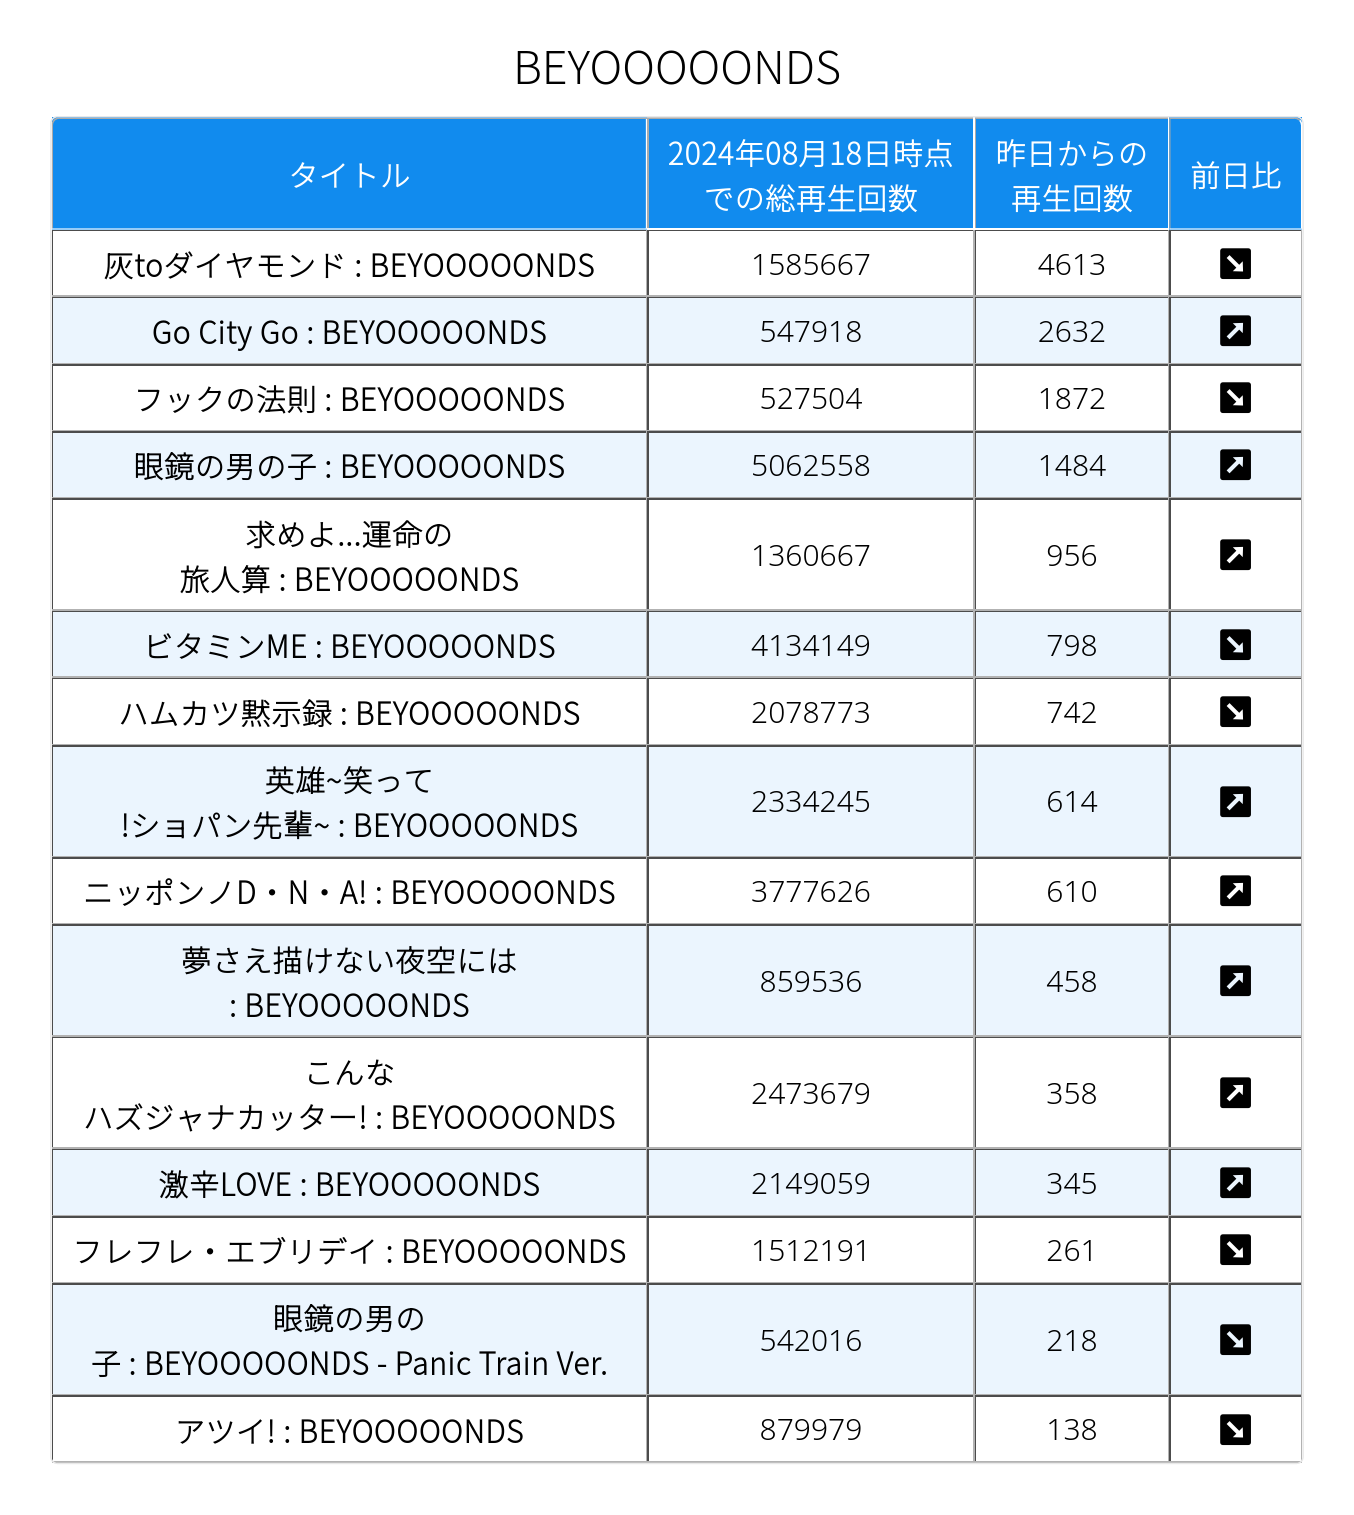 BEYOOOOONDS
タイトル
2024年08月18日時点
での総再生回数
昨日からの
再生回数
前日比
灰toダイヤモンド : BEYOOOOONDS
1585667
4613
Go City Go : BEYOOOOONDS
547918
2632
フックの法則 : BEYOOOOONDS
527504
1872
眼鏡の男の子 : BEYOOOOONDS
5062558
1484
求めよ...運命の
旅人算 : BEYOOOOONDS
1360667
956
ビタミンME : BEYOOOOONDS
4134149
798
ハムカツ黙示録 : BEYOOOOONDS
2078773
742
英雄~笑って
!ショパン先輩~ : BEYOOOOONDS
2334245
614
ニッポンノD・N・A! : BEYOOOOONDS
3777626
610
夢さえ描けない夜空には
: BEYOOOOONDS
859536
458
こんな
ハズジャナカッター! : BEYOOOOONDS
2473679
358
激辛LOVE : BEYOOOOONDS
2149059
345
フレフレ・エブリデイ : BEYOOOOONDS
1512191
261
眼鏡の男の
子 : BEYOOOOONDS - Panic Train Ver.
542016
218
アツイ! : BEYOOOOONDS
879979
138